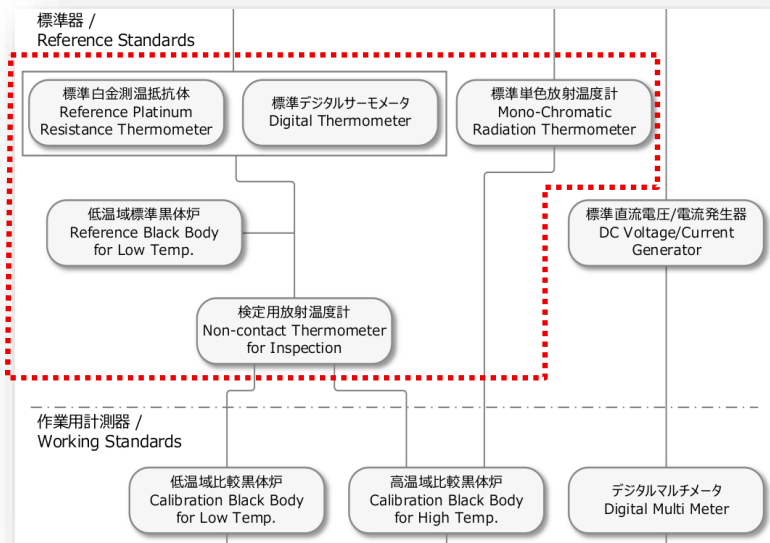 標準器 /
Reference Standards
標準白金測温抵抗体
Reference Platinum
Resistance Thermometer
標準デジタルサーモメータ
Digital Thermometer
標準単色放射温度計
Mono-Chromatic
Radiation Thermometer
低温域標準黒体炉
Reference Black Body
for Low Temp.
標準直流電圧/電流発生器
DC Voltage/Current
Generator
検定用放射温度計
Non-contact Thermometer
for Inspection
作業用計測器 /
Working Standards
低温域比較黒体炉
Calibration Black Body
for Low Temp.
高温域比較黒体炉
Calibration Black Body
for High Temp.
デジタルマルチメータ
Digital Multi Meter